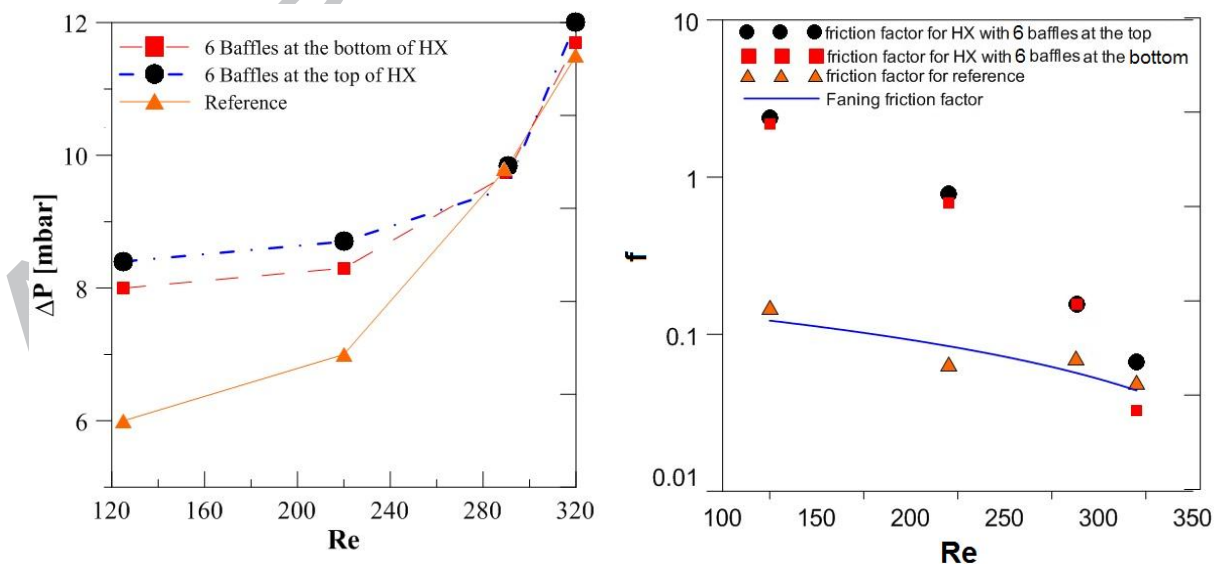 12
10
8
6
ΔP [mbar]
6 Baffles at the bottom of HX
6 Baffles at the top of HX
Reference
120 160 200 240 280 320
Re
10
1
0.1
0.01
f
friction factor for HX with 6 baffles at the top
friction factor for HX with 6 baffles at the bottom
friction factor for reference
Faning friction factor
100 150 200 250 300 350
Re